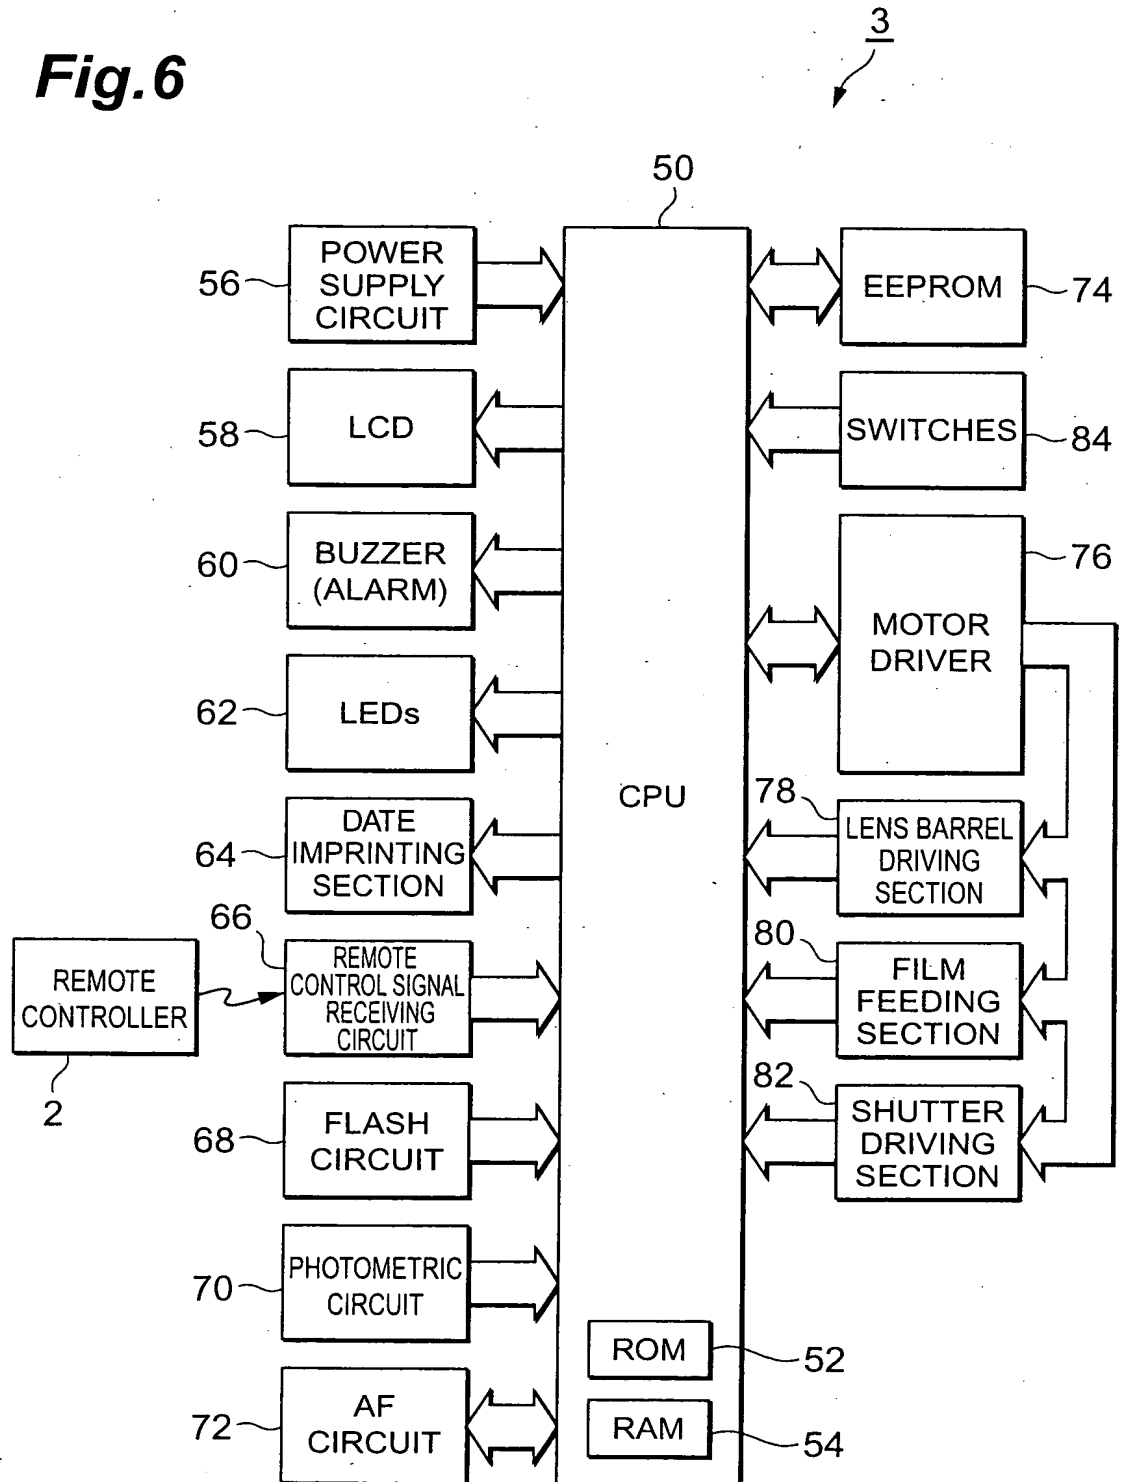 Fig.6
3
50
POWER
SUPPLY
CIRCUIT
56
EEPROM
74
LCD
58
SWITCHES
84
BUZZER
(ALARM)
60
MOTOR
DRIVER
76
LEDs
62
CPU
DATE
IMPRINTING
SECTION
64
LENS BARREL
DRIVING
SECTION
78
REMOTE
CONTROLLER
2
REMOTE
CONTROL SIGNAL
RECEIVING
CIRCUIT
66
FILM
FEEDING
SECTION
80
FLASH
CIRCUIT
68
SHUTTER
DRIVING
SECTION
82
PHOTOMETRIC
CIRCUIT
70
ROM
52
AF
CIRCUIT
72
RAM
54